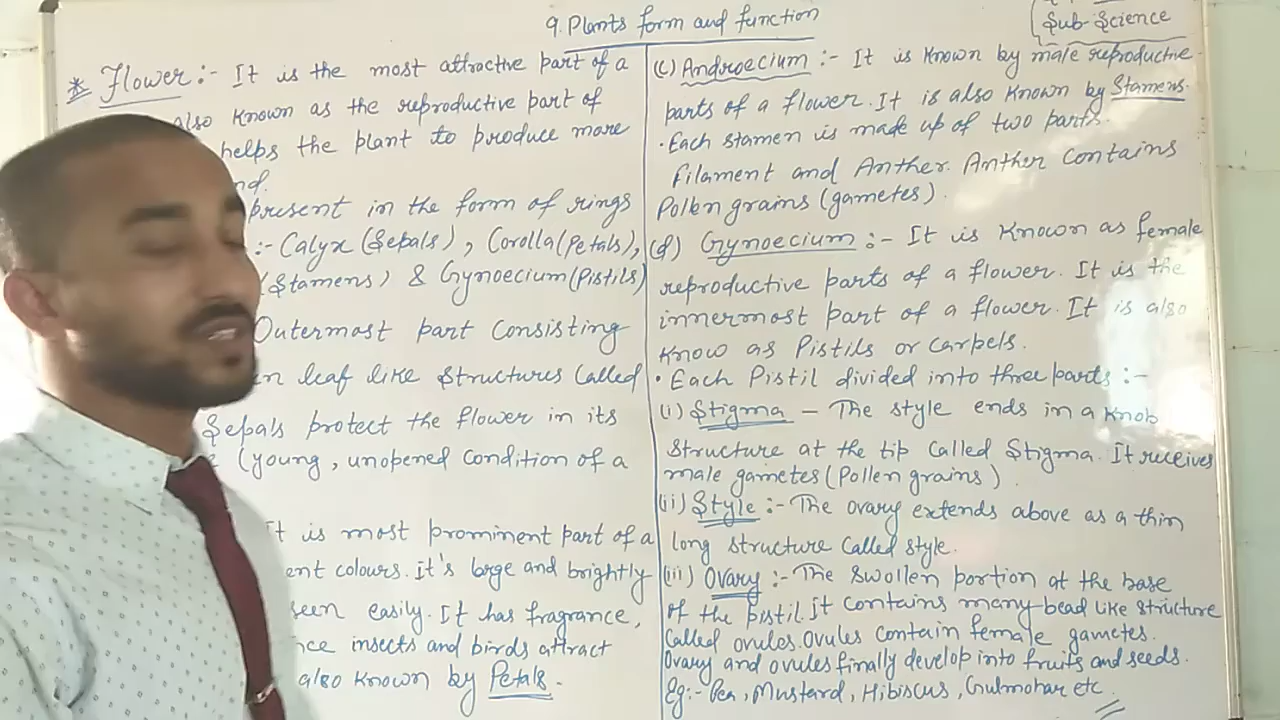 9. Plants form and function
Sub-Science
* Flower :- It is the most attractive part of a
also known as the reproductive part of
helps the plant to produce more
nd.
present in the form of rings
:- Calyx (Sepals), Corolla (Petals),
(Stamens) & Gynoecium (Pistils)
Outermost part consisting
en leaf like structures called
Sepals protect the flower in its
(young, unopened condition of a
It is most prominent part of a
ent colours. It's large and brightly
seen easily. It has fragrance,
nce insects and birds attract
also known by Petals.
(c) Androecium :- It is known by male reproductive
parts of a flower. It is also known by Stamens.
• Each stamen is made up of two parts.
Filament and Anther. Anther contains
Pollen grains (gametes).
(d) Gynoecium :- It is known as female
reproductive parts of a flower. It is the
innermost part of a flower. It is also
know as Pistils or carpels.
• Each Pistil divided into three parts :-
(i) Stigma - The style ends in a knob
structure at the tip called Stigma. It receives
male gametes (Pollen grains).
(ii) Style :- The ovary extends above as a thin
long structure called style.
(iii) Ovary :- The swollen portion at the base
of the pistil. It contains many bead like structure
called ovules. Ovules contain female gametes.
Ovary and ovules finally develop into fruits and seeds.
Eg:- Pea, Mustard, Hibiscus, Gulmohar etc.